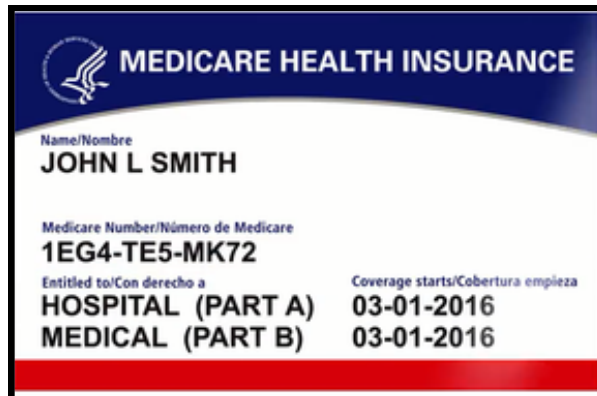 MEDICARE HEALTH INSURANCE
Name/Nombre
JOHN L SMITH
Medicare Number/Número de Medicare
1EG4-TE5-MK72
Entitled to/Con derecho a Coverage starts/Cobertura empieza
HOSPITAL (PART A) 03-01-2016
MEDICAL (PART B) 03-01-2016